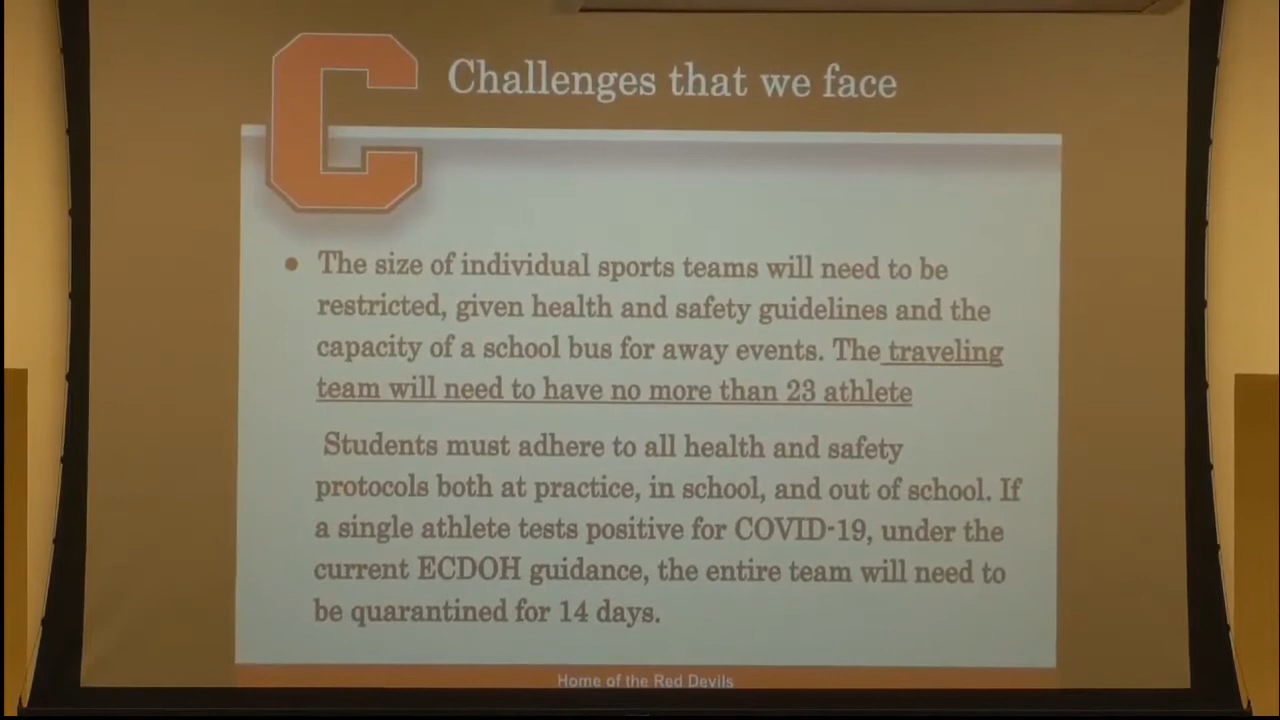 C
Challenges that we face
• The size of individual sports teams will need to be
restricted, given health and safety guidelines and the
capacity of a school bus for away events. The traveling
team will need to have no more than 23 athlete
Students must adhere to all health and safety
protocols both at practice, in school, and out of school. If
a single athlete tests positive for COVID-19, under the
current ECDOH guidance, the entire team will need to
be quarantined for 14 days.
Home of the Red Devils